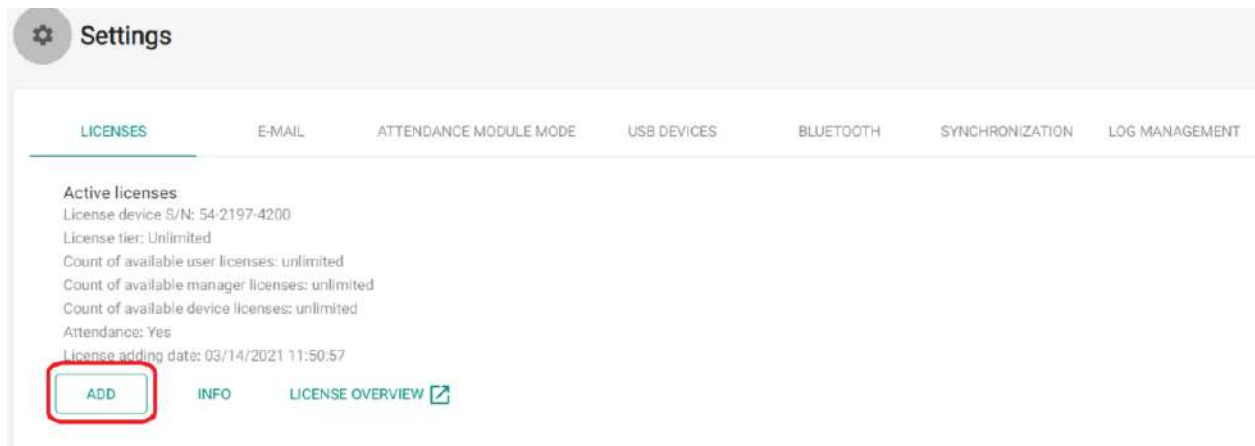 Settings
LICENSES E-MAIL ATTENDANCE MODULE MODE USB DEVICES BLUETOOTH SYNCHRONIZATION LOG MANAGEMENT
Active licenses
License device S/N: 54-2197-4200
License tier: Unlimited
Count of available user licenses: unlimited
Count of available manager licenses: unlimited
Count of available device licenses: unlimited
Attendance: Yes
License adding date: 03/14/2021 11:50:57
ADD INFO LICENSE OVERVIEW